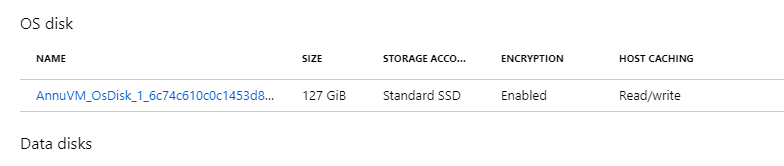 OS disk
NAME SIZE STORAGE ACCO... ENCRYPTION HOST CACHING
AnnuVM_OsDisk_1_6c74c610c0c1453d8... 127 GiB Standard SSD Enabled Read/write
Data disks